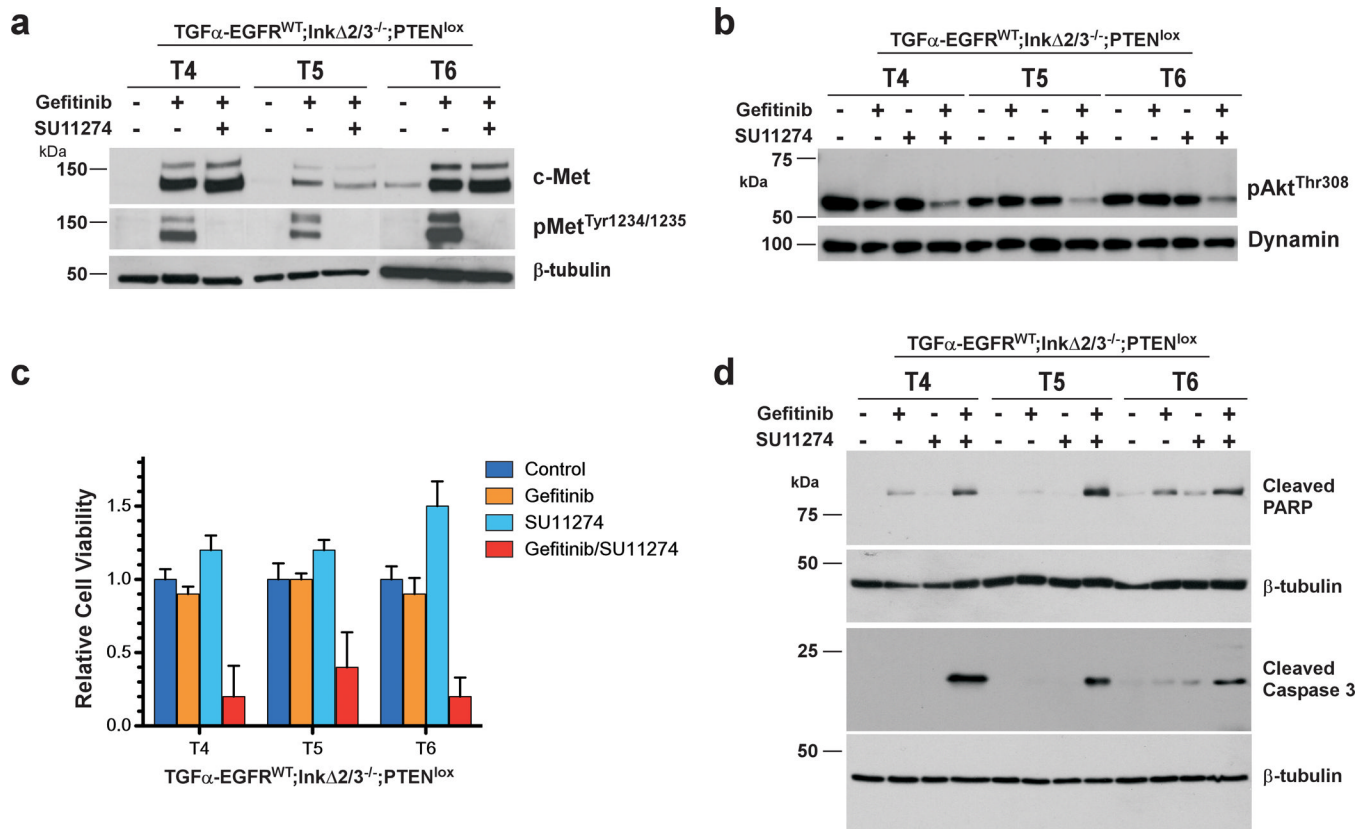 a
TGFα-EGFRWT;InkΔ2/3-/-;PTENlox
T4 T5 T6
Gefitinib - + + - + + - + +
SU11274 - - + - - + - - +
kDa
150 c-Met
150 pMetTyr1234/1235
50 β-tubulin
b
TGFα-EGFRWT;InkΔ2/3-/-;PTENlox
T4 T5 T6
Gefitinib - + - + - + - + - + - +
SU11274 - - + + - - + + - - + +
75
kDa pAktThr308
50
100 Dynamin
c
Relative Cell Viability
1.5
1.0
0.5
0.0
Control
Gefitinib
SU11274
Gefitinib/SU11274
T4 T5 T6
TGFα-EGFRWT;InkΔ2/3-/-;PTENlox
d
TGFα-EGFRWT;InkΔ2/3-/-;PTENlox
T4 T5 T6
Gefitinib - + - + - + - + - + - +
SU11274 - - + + - - + + - - + +
kDa
75
Cleaved
PARP
50
β-tubulin
25
Cleaved
Caspase 3
50
β-tubulin